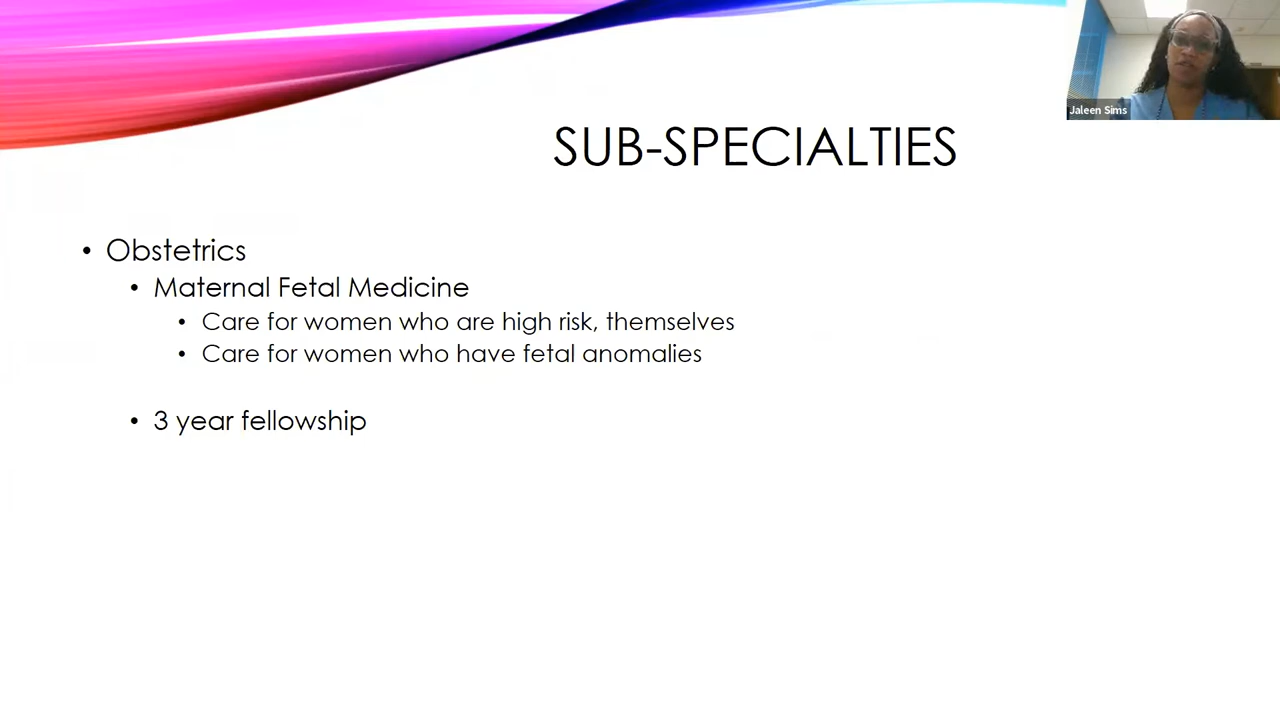 Jaleen Sims
SUB-SPECIALTIES
• Obstetrics
• Maternal Fetal Medicine
• Care for women who are high risk, themselves
• Care for women who have fetal anomalies
• 3 year fellowship